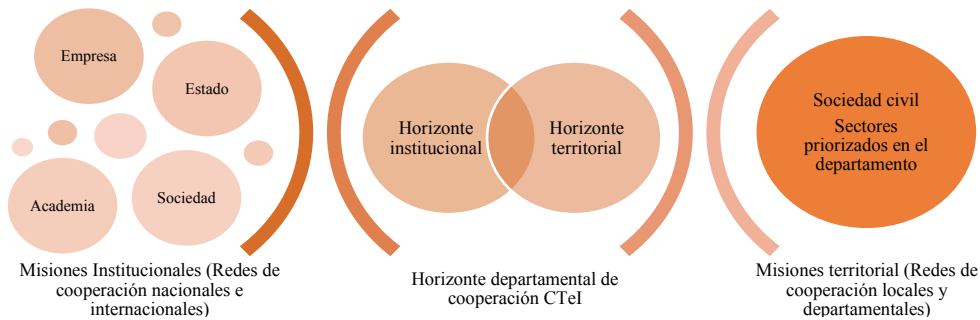 Empresa
Estado
Academia
Sociedad
Misiones Institucionales (Redes de
cooperación nacionales e
internacionales)
Horizonte
institucional
Horizonte
territorial
Horizonte departamental de
cooperación CTeI
Sociedad civil
Sectores
priorizados en el
departamento
Misiones territorial (Redes de
cooperación locales y
departamentales)